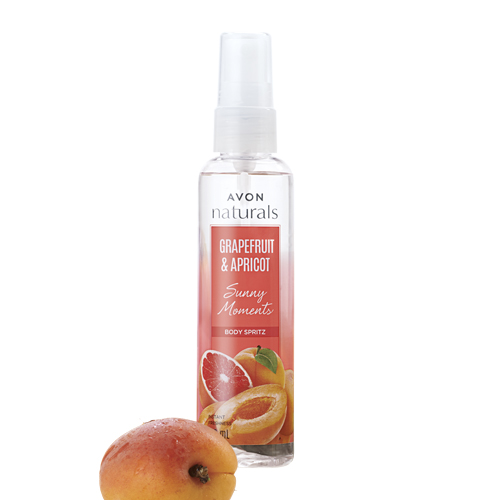 AVON
naturals
GRAPEFRUIT
& APRICOT
Sunny
Moments
BODY SPRITZ